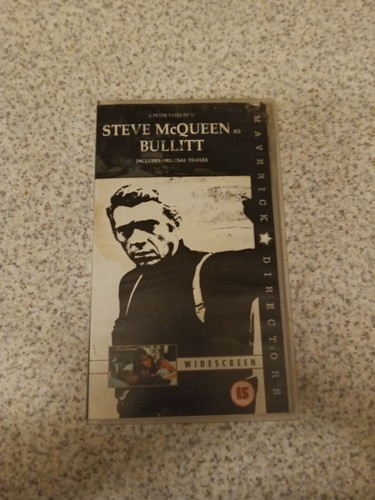 A PETER YATES FILM
STEVE McQUEEN AS
BULLITT
INCLUDES ORIGINAL TRAILER
MAVERICK ★ DIRECTORS
WIDESCREEN
15